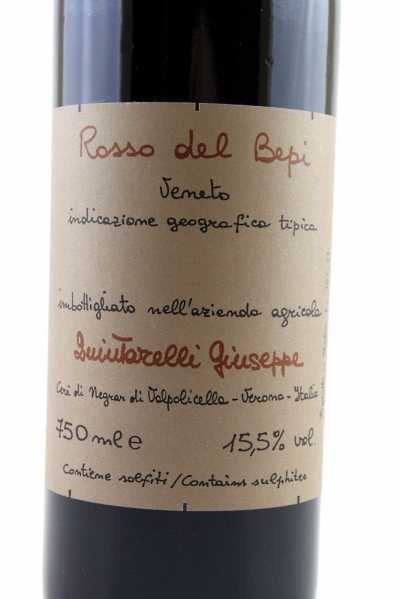 Rosso del Bepi
Veneto
indicazione geografica tipica
imbottigliato nell'azienda agricola -
Quintarelli Giuseppe
Cerè di Negrar di Valpolicella - Verona - Italia
750 ml e
15,5% vol.
Contiene solfiti/Contains sulphites